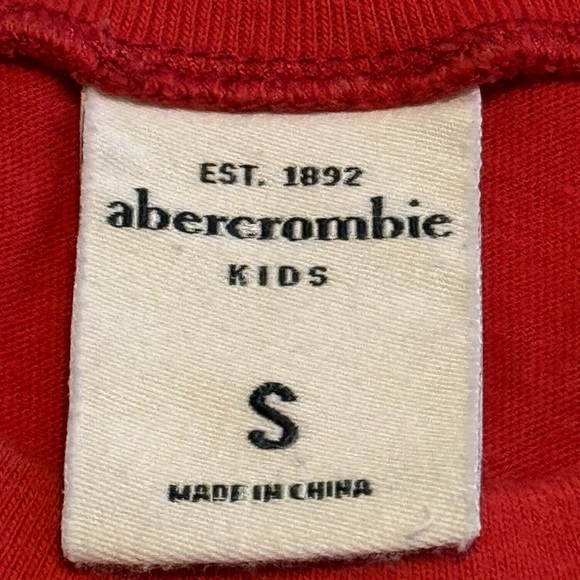 EST. 1892
abercrombie
KIDS
S
MADE IN CHINA